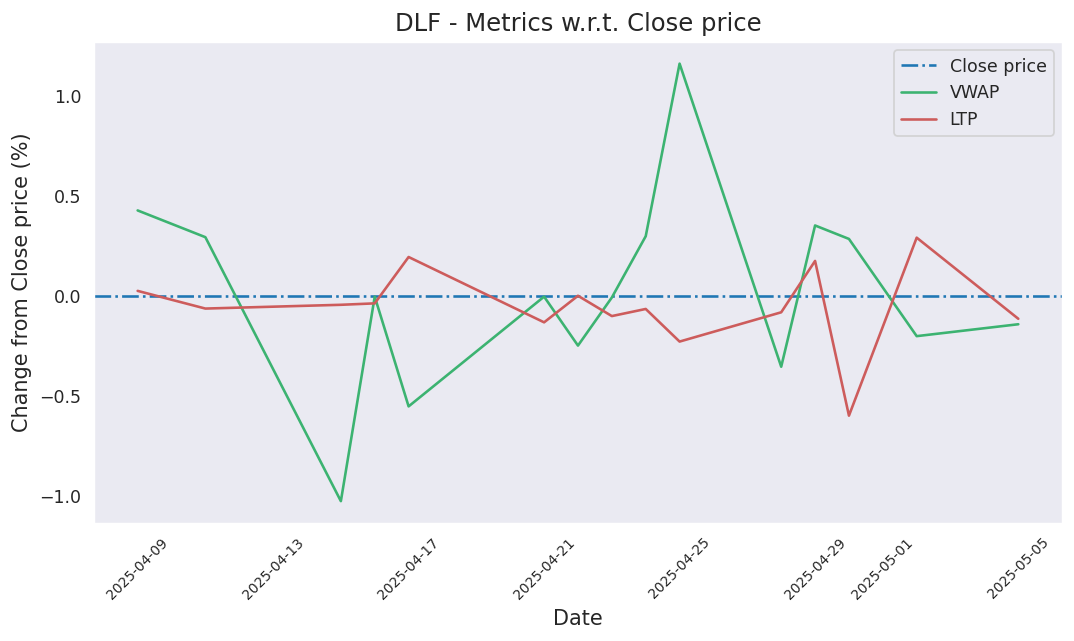 DLF - Metrics w.r.t. Close price
Close price
VWAP
LTP
Change from Close price (%)
1.0
0.5
0.0
−0.5
−1.0
2025-04-09
2025-04-13
2025-04-17
2025-04-21
2025-04-25
2025-04-29
2025-05-01
2025-05-05
Date